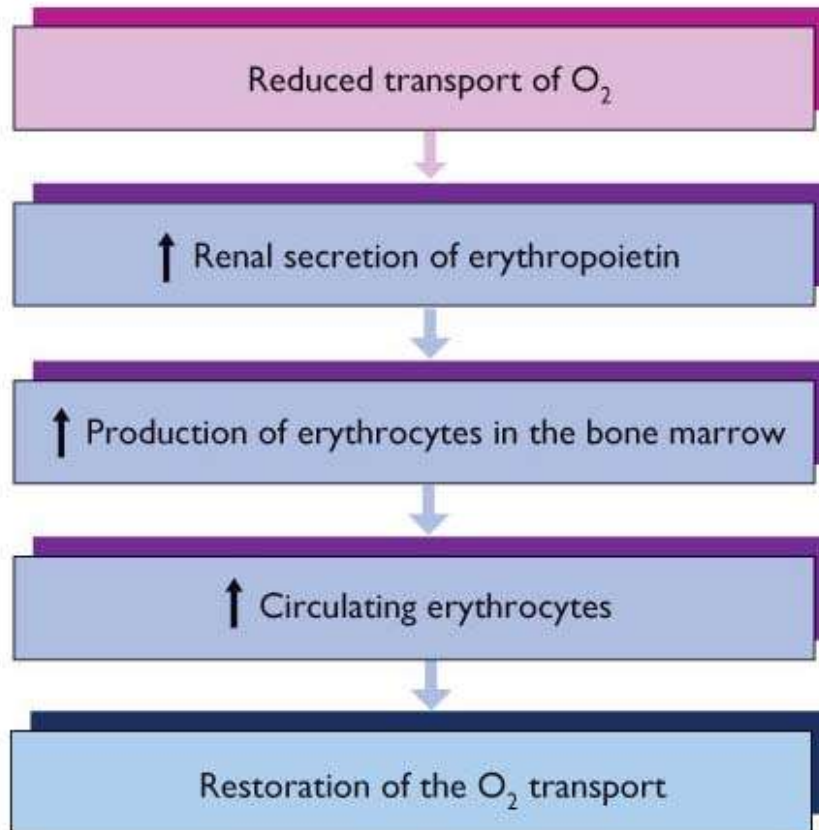 Reduced transport of O₂
↑ Renal secretion of erythropoietin
↑ Production of erythrocytes in the bone marrow
↑ Circulating erythrocytes
Restoration of the O₂ transport